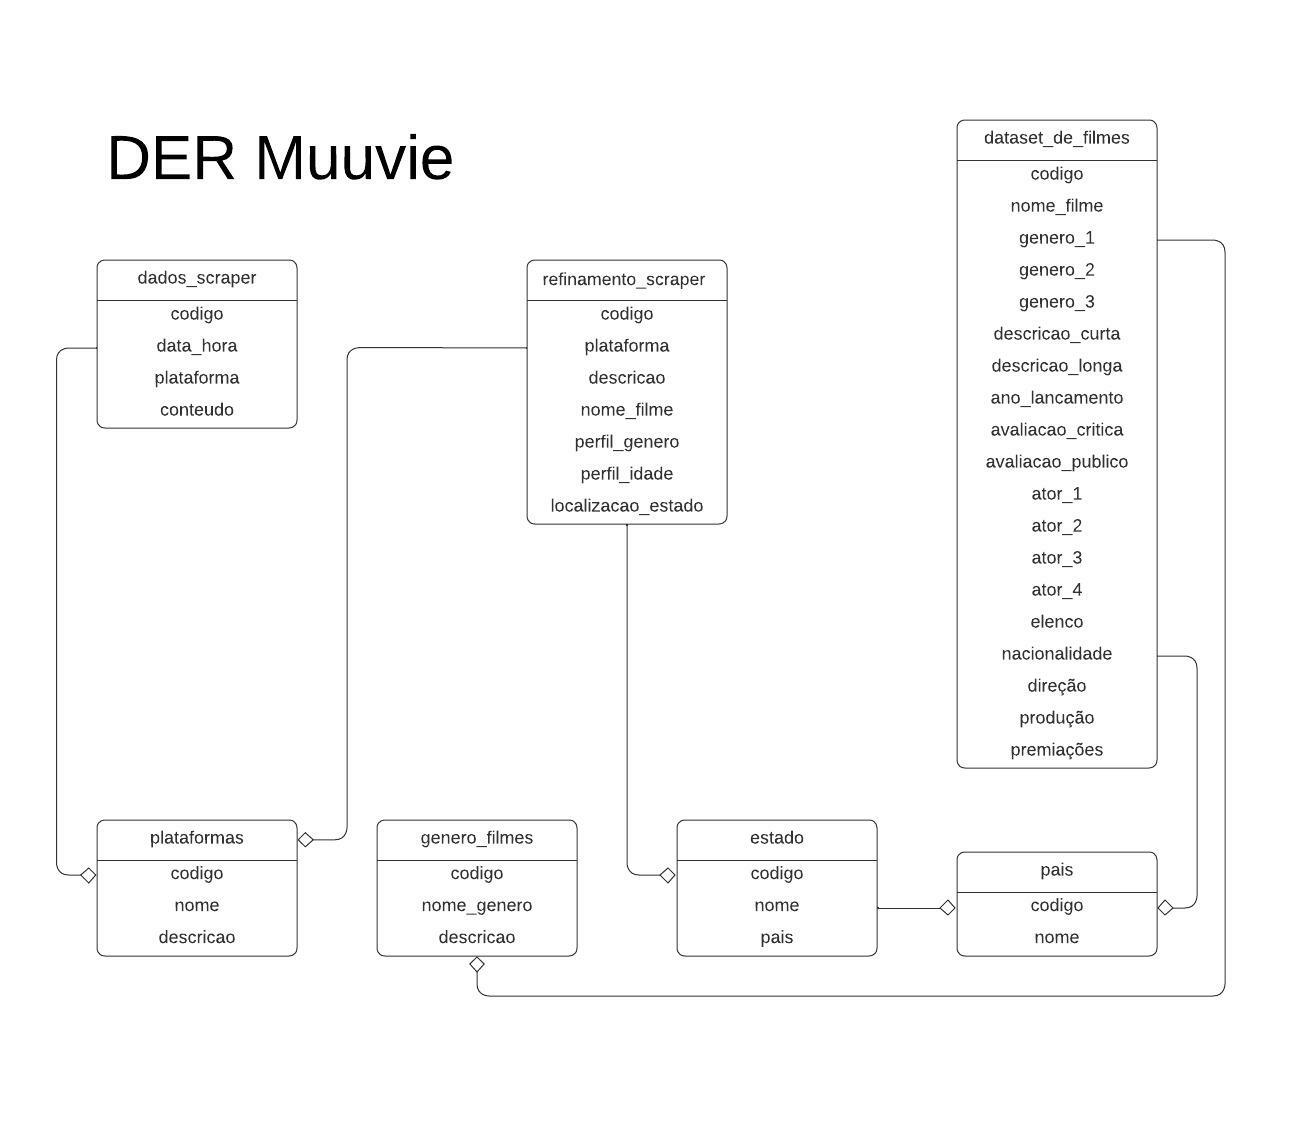 DER Muuvie
dados_scraper
codigo
data_hora
plataforma
conteudo
refinamento_scraper
codigo
plataforma
descricao
nome_filme
perfil_genero
perfil_idade
localizacao_estado
dataset_de_filmes
codigo
nome_filme
genero_1
genero_2
genero_3
descricao_curta
descricao_longa
ano_lancamento
avaliacao_critica
avaliacao_publico
ator_1
ator_2
ator_3
ator_4
elenco
nacionalidade
direção
produção
premiações
plataformas
codigo
nome
descricao
genero_filmes
codigo
nome_genero
descricao
estado
codigo
nome
pais
pais
codigo
nome